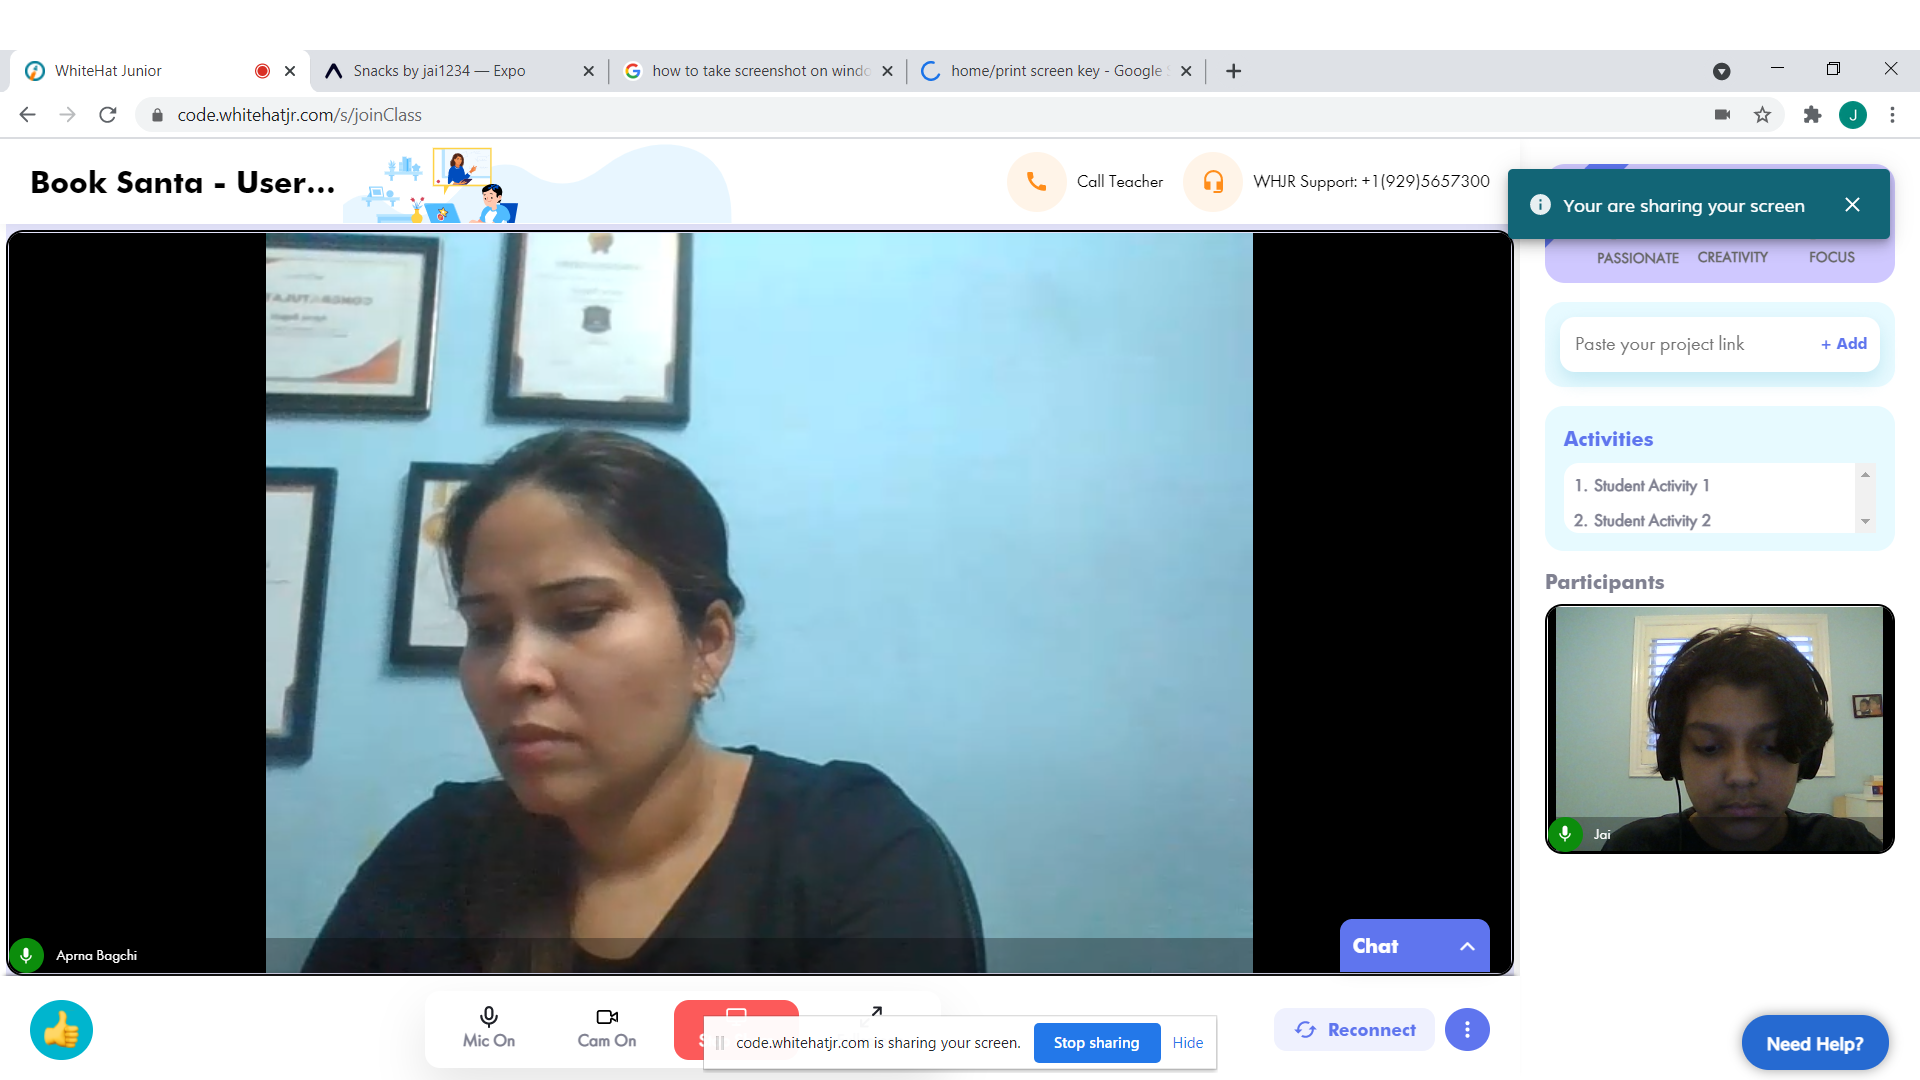 WhiteHat Junior
Snacks by jai1234 — Expo
how to take screenshot on windo
home/print screen key - Google S
code.whitehatjr.com/s/joinClass
J
Book Santa - User...
Call Teacher
WHJR Support: +1(929)5657300
Your are sharing your screen
PASSIONATE CREATIVITY FOCUS
Paste your project link
+ Add
Activities
1. Student Activity 1
2. Student Activity 2
Participants
Jai
Aprna Bagchi
Chat
Mic On
Cam On
S
code.whitehatjr.com is sharing your screen.
Stop sharing
Hide
Reconnect
Need Help?